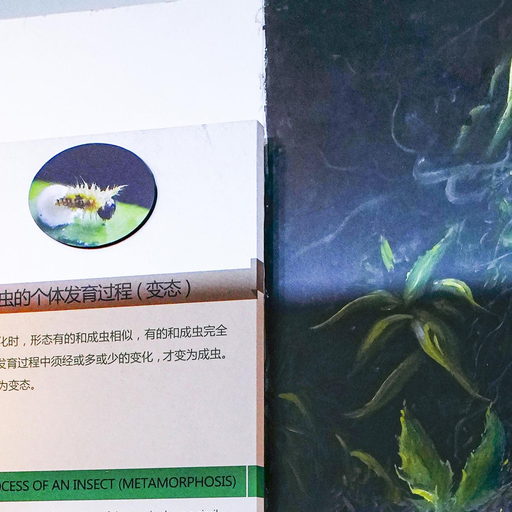 虫的个体发育过程 ( 变态 )
化时，形态有的和成虫相似，有的和成虫完全
发育过程中须经或多或少的变化，才变为成虫。
为变态。
OCESS OF AN INSECT (METAMORPHOSIS)